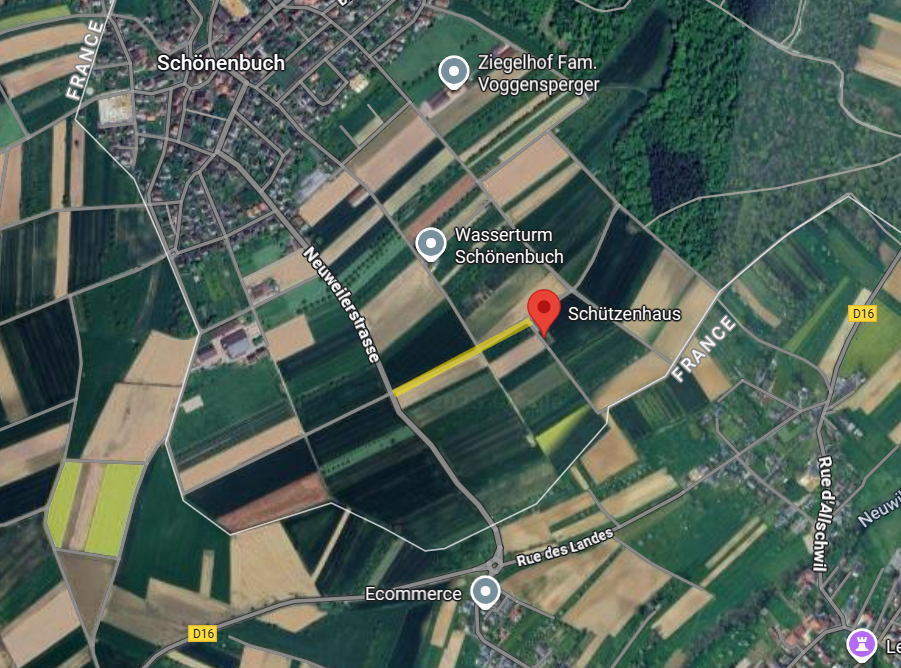 FRANCE
Schönenbuch
Ziegelhof Fam.
Voggensperger
Neuweilerstrasse
Wasserturm
Schönenbuch
Schützenhaus
D16
FRANCE
Rue d'Allschwil
Rue des Landes
Ecommerce
D16